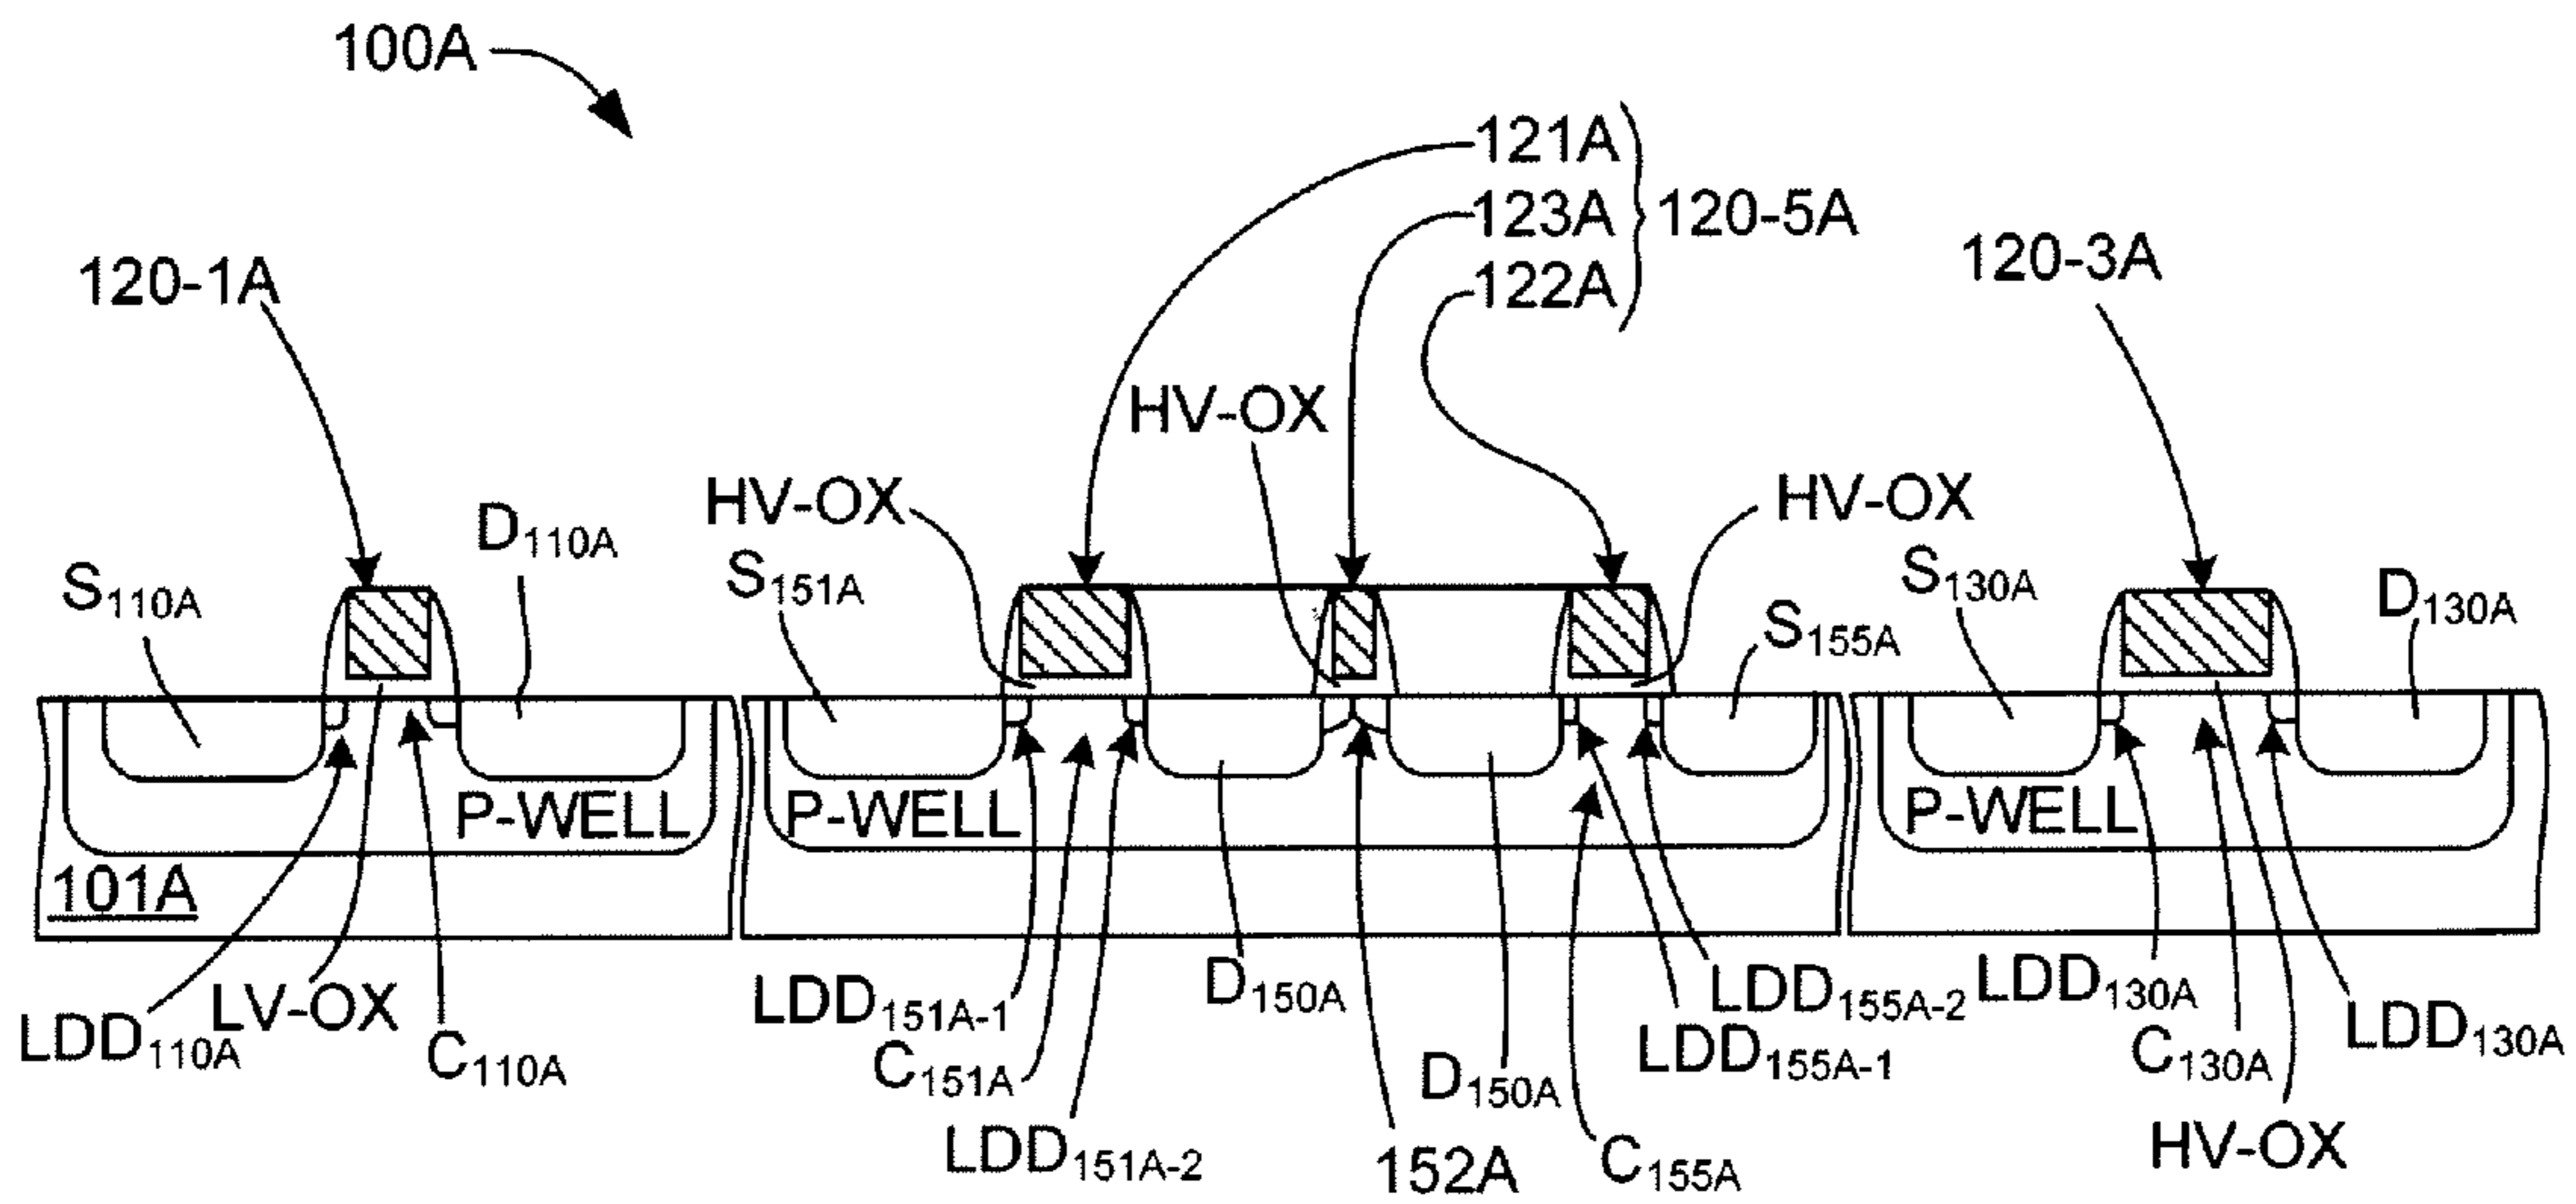 100A
121A
123A
120-5A
122A
120-1A
120-3A
HV-OX
HV-OX
HV-OX
D110A
S110A
S151A
S155A
S130A
D130A
P-WELL
P-WELL
P-WELL
101A
LDD110A
LV-OX
C110A
LDD151A-1
C151A
LDD151A-2
D150A
D150A
152A
C155A
LDD155A-2
LDD155A-1
LDD130A
C130A
LDD130A
HV-OX